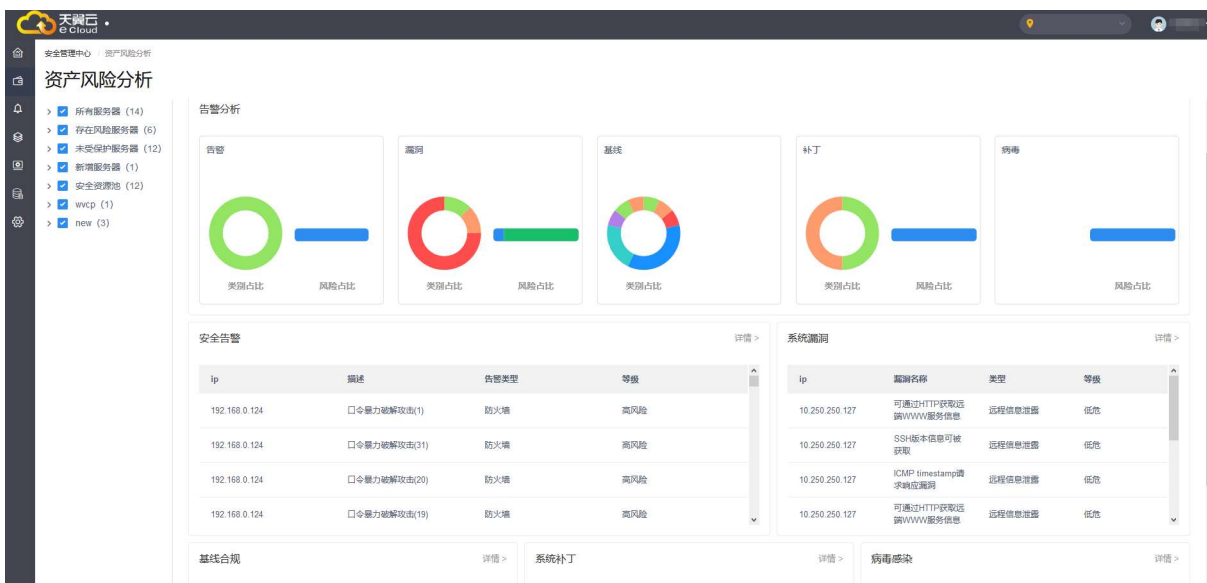 天翼云
e Cloud
安全管理中心 / 资产风险分析
资产风险分析
所有服务器 (14)
存在风险服务器 (6)
未受保护服务器 (12)
新增服务器 (1)
安全资源池 (12)
wvcp (1)
new (3)
告警分析
告警
类别占比 风险占比
漏洞
类别占比 风险占比
基线
类别占比
补丁
类别占比 风险占比
病毒
风险占比
安全告警 详情 >
ip 描述 告警类型 等级
192.168.0.124 口令暴力破解攻击(1) 防火墙 高风险
192.168.0.124 口令暴力破解攻击(31) 防火墙 高风险
192.168.0.124 口令暴力破解攻击(20) 防火墙 高风险
192.168.0.124 口令暴力破解攻击(19) 防火墙 高风险
系统漏洞 详情 >
ip 漏洞名称 类型 等级
10.250.250.127 可通过HTTP获取远端WWW服务信息 远程信息泄露 低危
10.250.250.127 SSH版本信息可被获取 远程信息泄露 低危
10.250.250.127 ICMP timestamp请求响应漏洞 远程信息泄露 低危
10.250.250.127 可通过HTTP获取远端WWW服务信息 远程信息泄露 低危
基线合规 详情 >
系统补丁 详情 >
病毒感染 详情 >